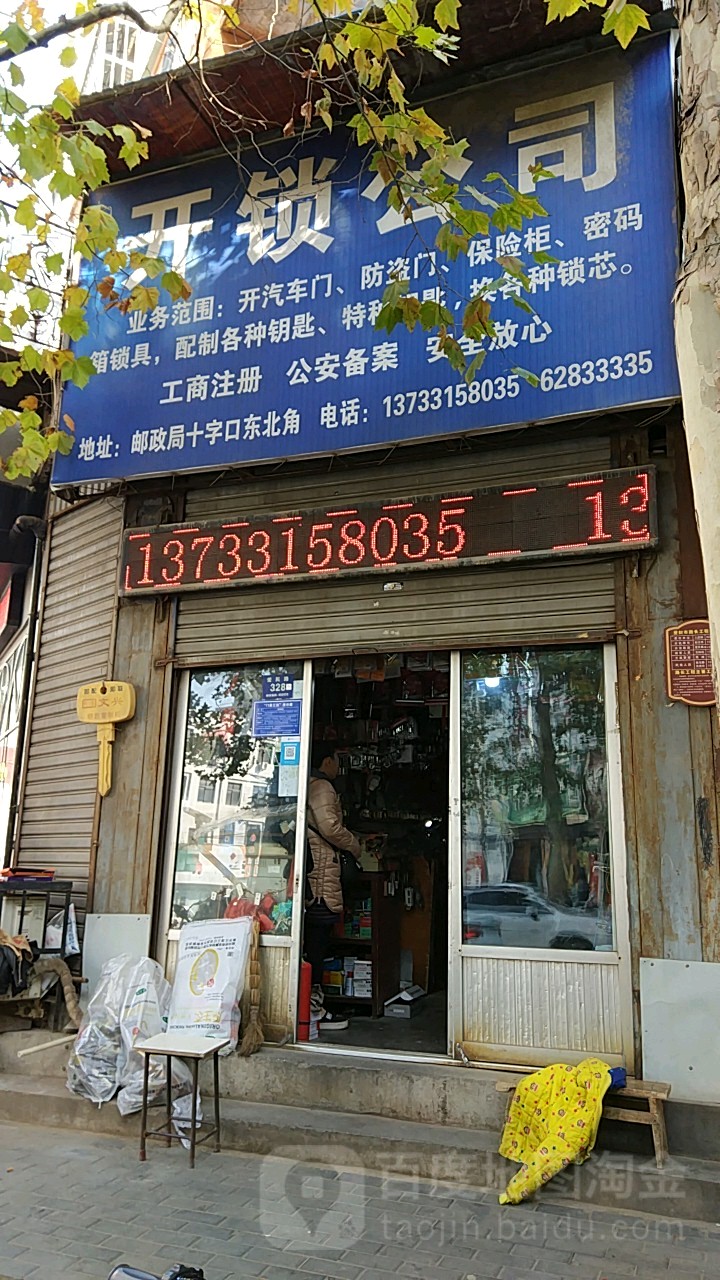 开锁公司
业务范围：开汽车门、防盗门、保险柜、密码
箱锁具，配制各种钥匙、特种钥匙，换各种锁芯。
工商注册 公安备案 安全放心
地址：邮政局十字口东北角 电话：13733158035 62833335
13733158035 13
328
百度地图淘金
taojin.baidu.com